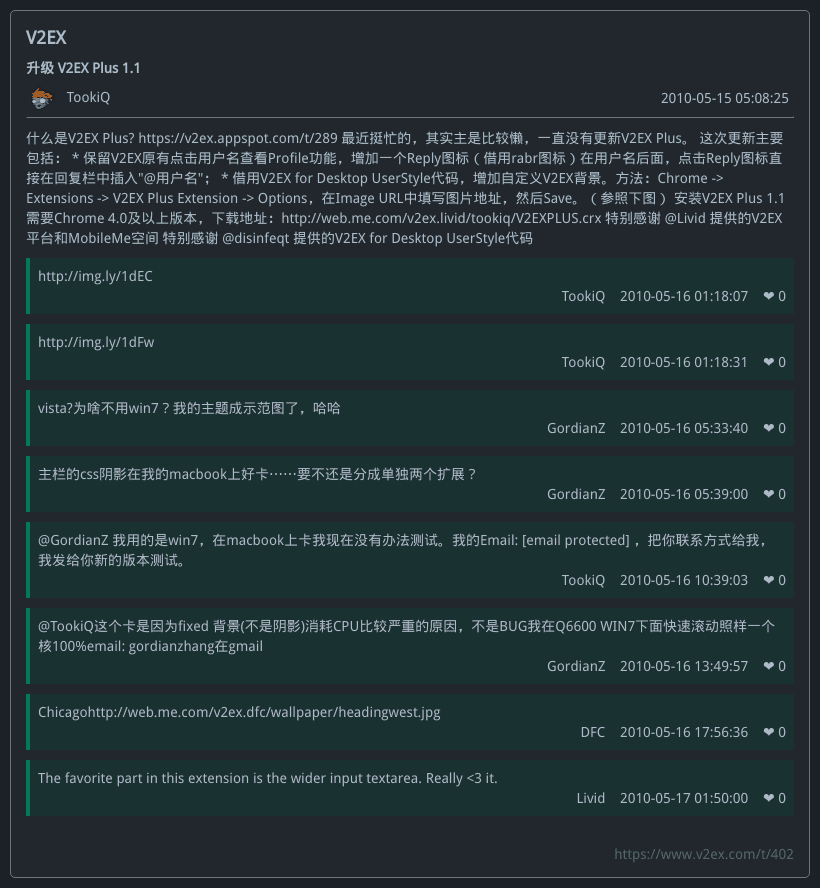 V2EX
升级 V2EX Plus 1.1
TookiQ
2010-05-15 05:08:25
什么是V2EX Plus? https://v2ex.appspot.com/t/289 最近挺忙的，其实主是比较懒，一直没有更新V2EX Plus。 这次更新主要
包括： * 保留V2EX原有点击用户名查看Profile功能，增加一个Reply图标（借用rabr图标）在用户名后面，点击Reply图标直
接在回复栏中插入"@用户名"； * 借用V2EX for Desktop UserStyle代码，增加自定义V2EX背景。方法：Chrome ->
Extensions -> V2EX Plus Extension -> Options，在Image URL中填写图片地址，然后Save。（参照下图） 安装V2EX Plus 1.1
需要Chrome 4.0及以上版本，下载地址：http://web.me.com/v2ex.livid/tookiq/V2EXPLUS.crx 特别感谢 @Livid 提供的V2EX
平台和MobileMe空间 特别感谢 @disinfeqt 提供的V2EX for Desktop UserStyle代码
http://img.ly/1dEC
TookiQ 2010-05-16 01:18:07 ❤ 0
http://img.ly/1dFw
TookiQ 2010-05-16 01:18:31 ❤ 0
vista?为啥不用win7？我的主题成示范图了，哈哈
GordianZ 2010-05-16 05:33:40 ❤ 0
主栏的css阴影在我的macbook上好卡……要不还是分成单独两个扩展？
GordianZ 2010-05-16 05:39:00 ❤ 0
@GordianZ 我用的是win7，在macbook上卡我现在没有办法测试。我的Email: [email protected] ，把你联系方式给我，
我发给你新的版本测试。
TookiQ 2010-05-16 10:39:03 ❤ 0
@TookiQ这个卡是因为fixed 背景(不是阴影)消耗CPU比较严重的原因，不是BUG我在Q6600 WIN7下面快速滚动照样一个
核100%email: gordianzhang在gmail
GordianZ 2010-05-16 13:49:57 ❤ 0
Chicagohttp://web.me.com/v2ex.dfc/wallpaper/headingwest.jpg
DFC 2010-05-16 17:56:36 ❤ 0
The favorite part in this extension is the wider input textarea. Really <3 it.
Livid 2010-05-17 01:50:00 ❤ 0
https://www.v2ex.com/t/402